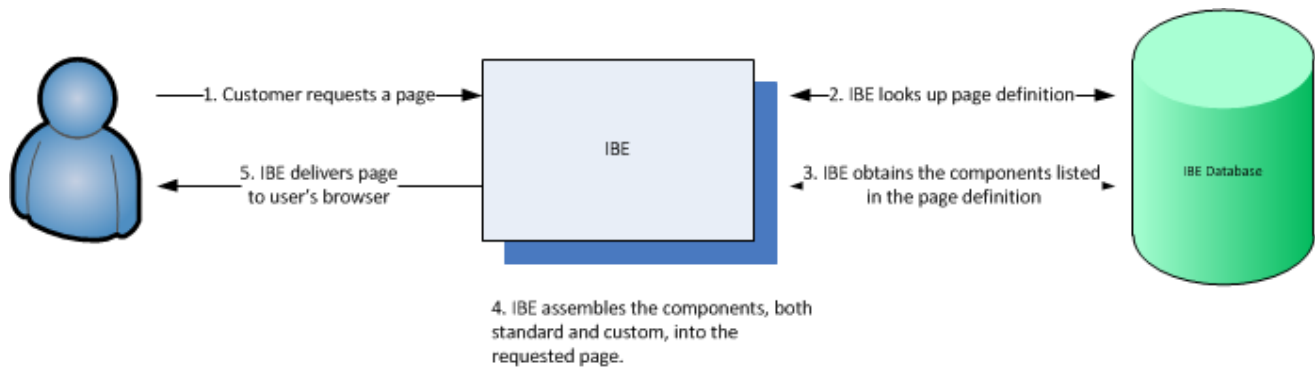 1. Customer requests a page
2. IBE looks up page definition
IBE
5. IBE delivers page
to user's browser
3. IBE obtains the components listed
in the page definition
IBE Database
4. IBE assembles the components, both
standard and custom, into the
requested page.